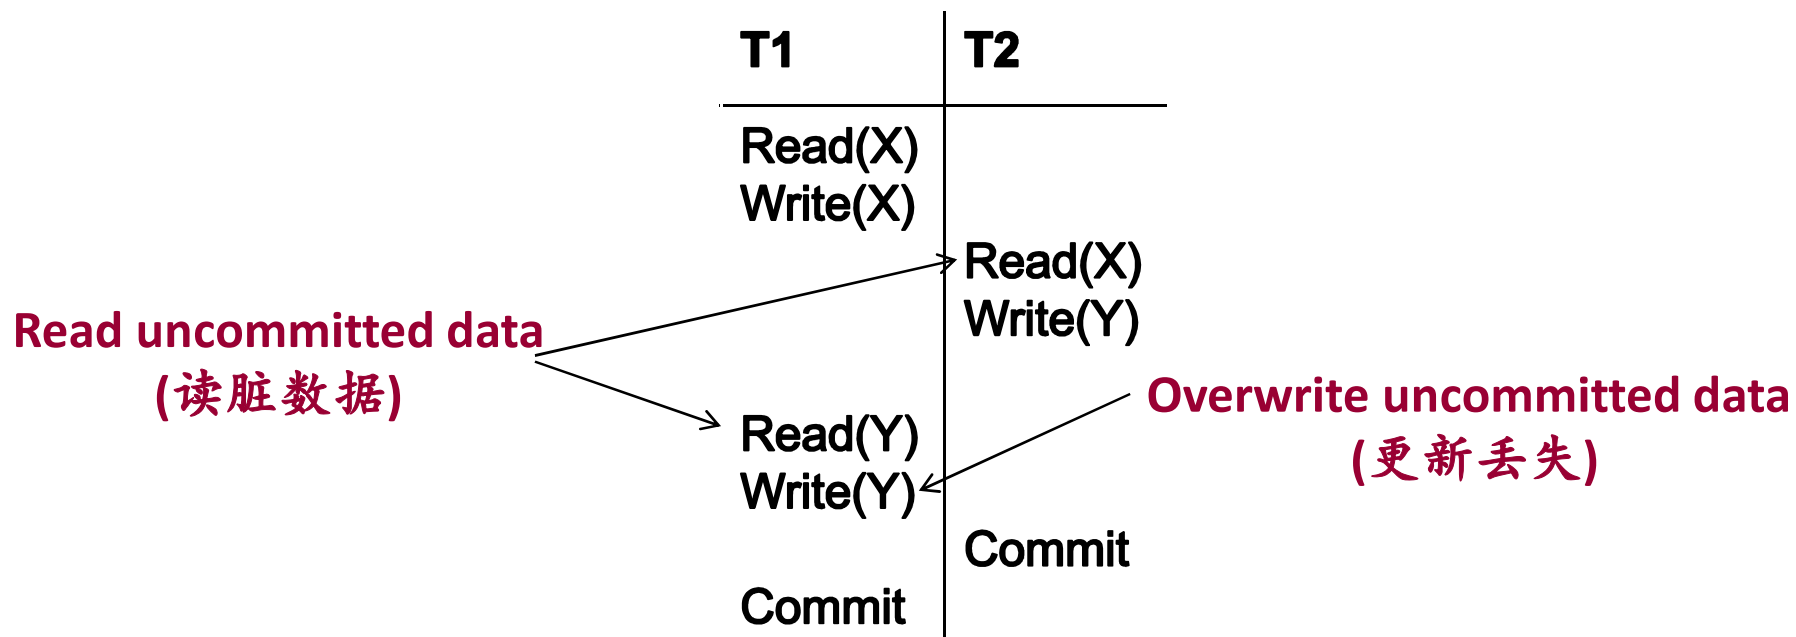 T1 T2
Read(X)
Write(X)
Read(X)
Write(Y)
Read uncommitted data
(读脏数据)
Read(Y)
Write(Y)
Overwrite uncommitted data
(更新丢失)
Commit
Commit